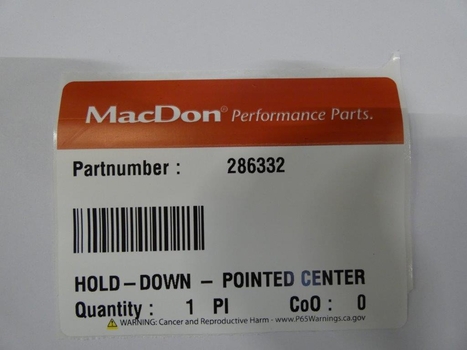 MacDon® Performance Parts.
Partnumber : 286332
HOLD-DOWN - POINTED CENTER
Quantity : 1 PI CoO : 0
⚠ WARNING: Cancer and Reproductive Harm - www.P65Warnings.ca.gov